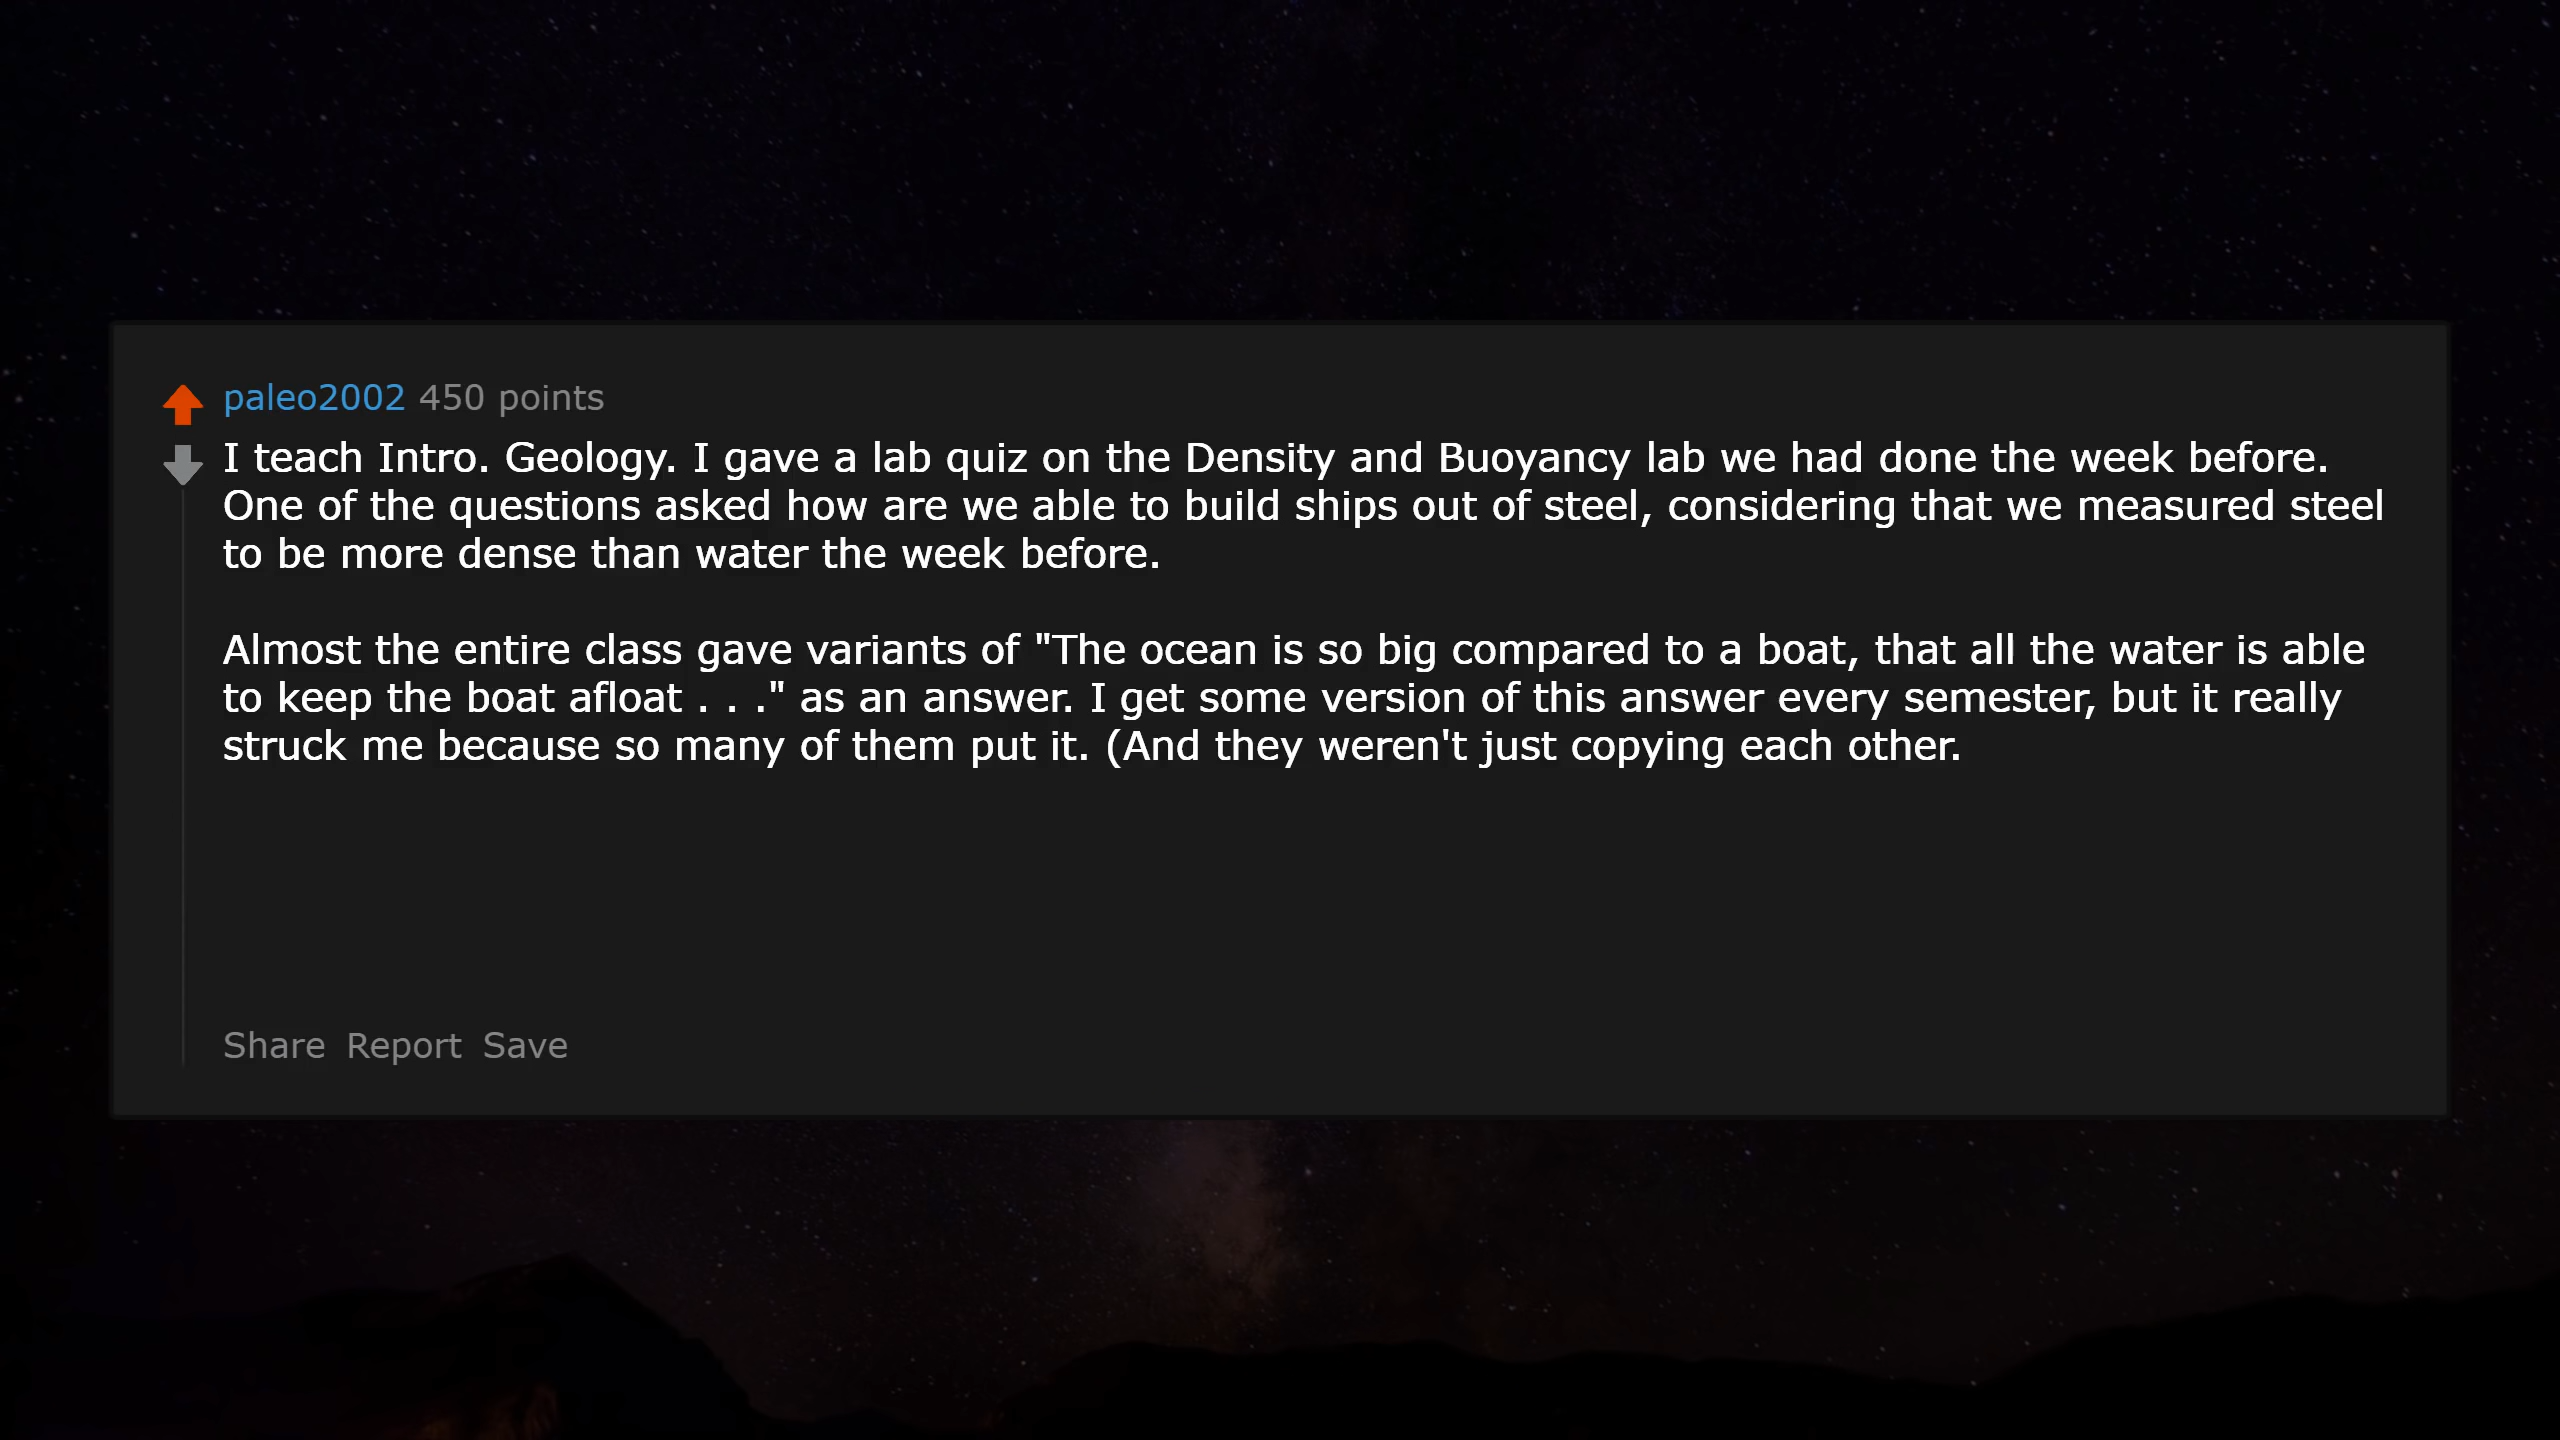 paleo2002 450 points
I teach Intro. Geology. I gave a lab quiz on the Density and Buoyancy lab we had done the week before.
One of the questions asked how are we able to build ships out of steel, considering that we measured steel
to be more dense than water the week before.
Almost the entire class gave variants of "The ocean is so big compared to a boat, that all the water is able
to keep the boat afloat . . ." as an answer. I get some version of this answer every semester, but it really
struck me because so many of them put it. (And they weren't just copying each other.
Share Report Save